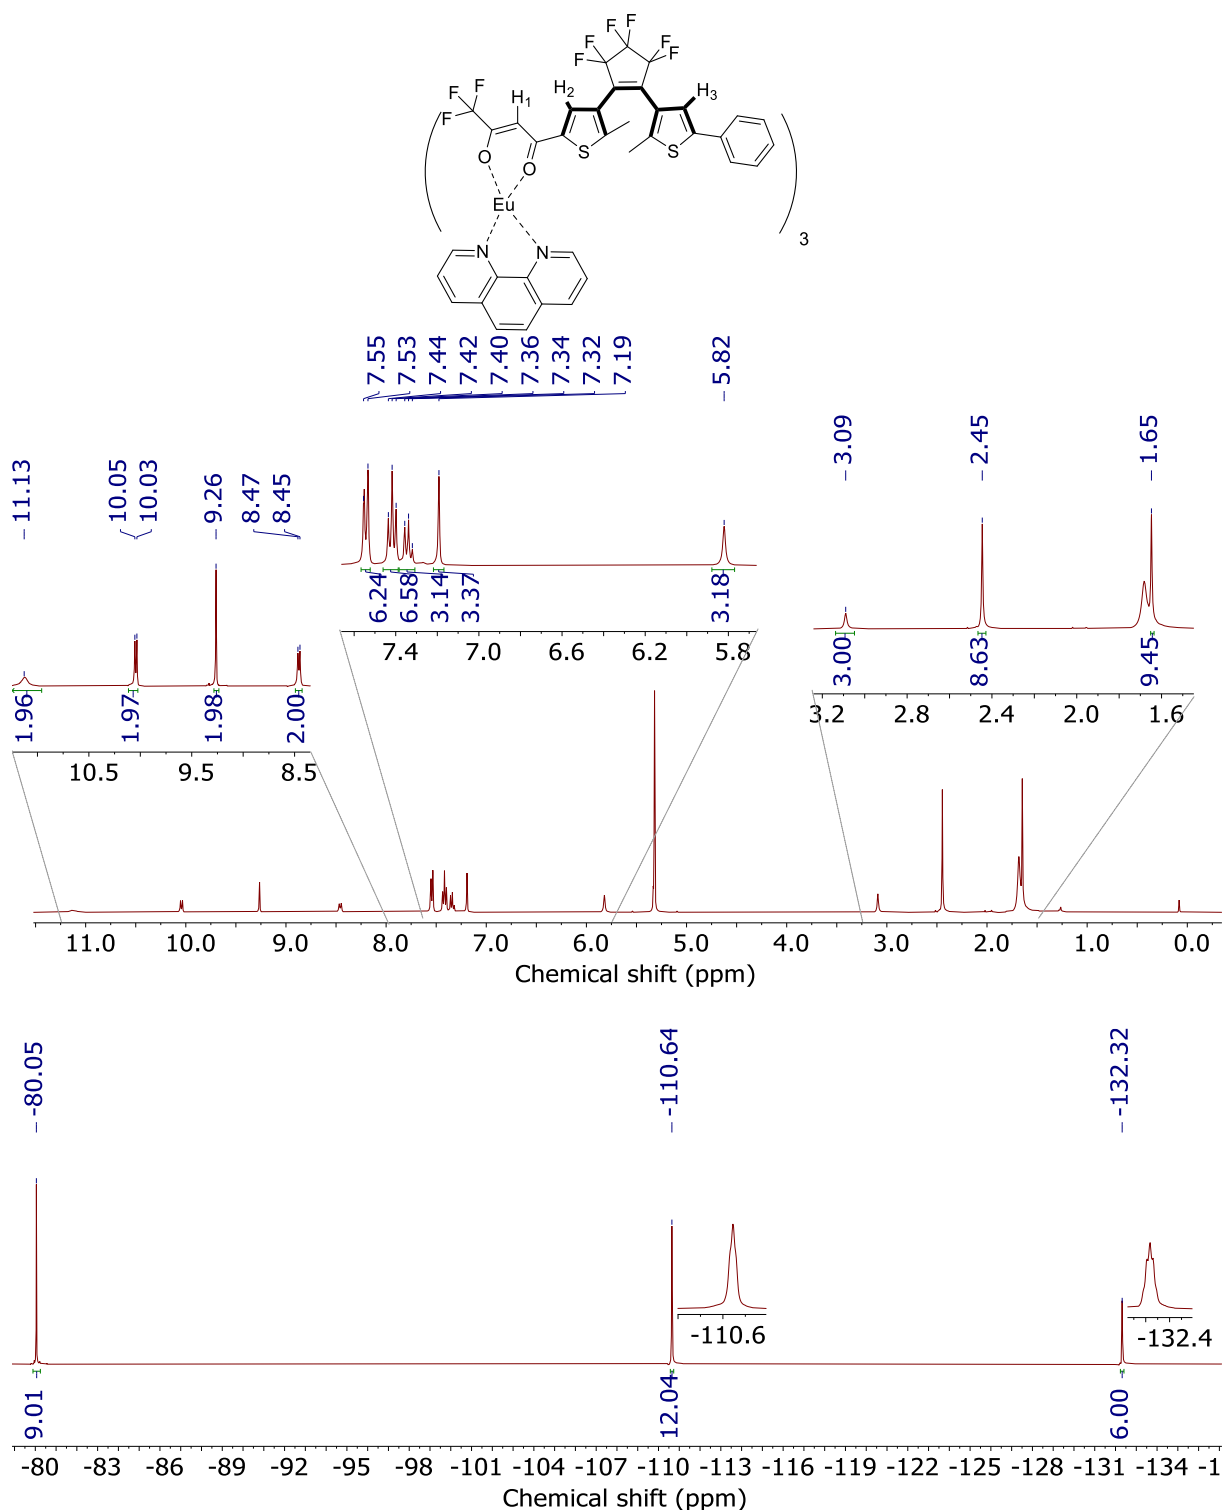 F F F F F F
F F F
H1 H2 H3
S S
O O
Eu
N N
3
7.55 7.53 7.44 7.42 7.40 7.36 7.34 7.32 7.19 5.82
11.13 10.05 10.03 9.26 8.47 8.45
3.09 2.45 1.65
6.24 6.58 3.14 3.37 3.18
7.4 7.0 6.6 6.2 5.8
1.96 1.97 1.98 2.00
10.5 9.5 8.5
3.00 8.63 9.45
3.2 2.8 2.4 2.0 1.6
11.0 10.0 9.0 8.0 7.0 6.0 5.0 4.0 3.0 2.0 1.0 0.0
Chemical shift (ppm)
-80.05 -110.64 -132.32
-110.6 -132.4
9.01 12.04 6.00
-80 -83 -86 -89 -92 -95 -98 -101 -104 -107 -110 -113 -116 -119 -122 -125 -128 -131 -134 -1
Chemical shift (ppm)